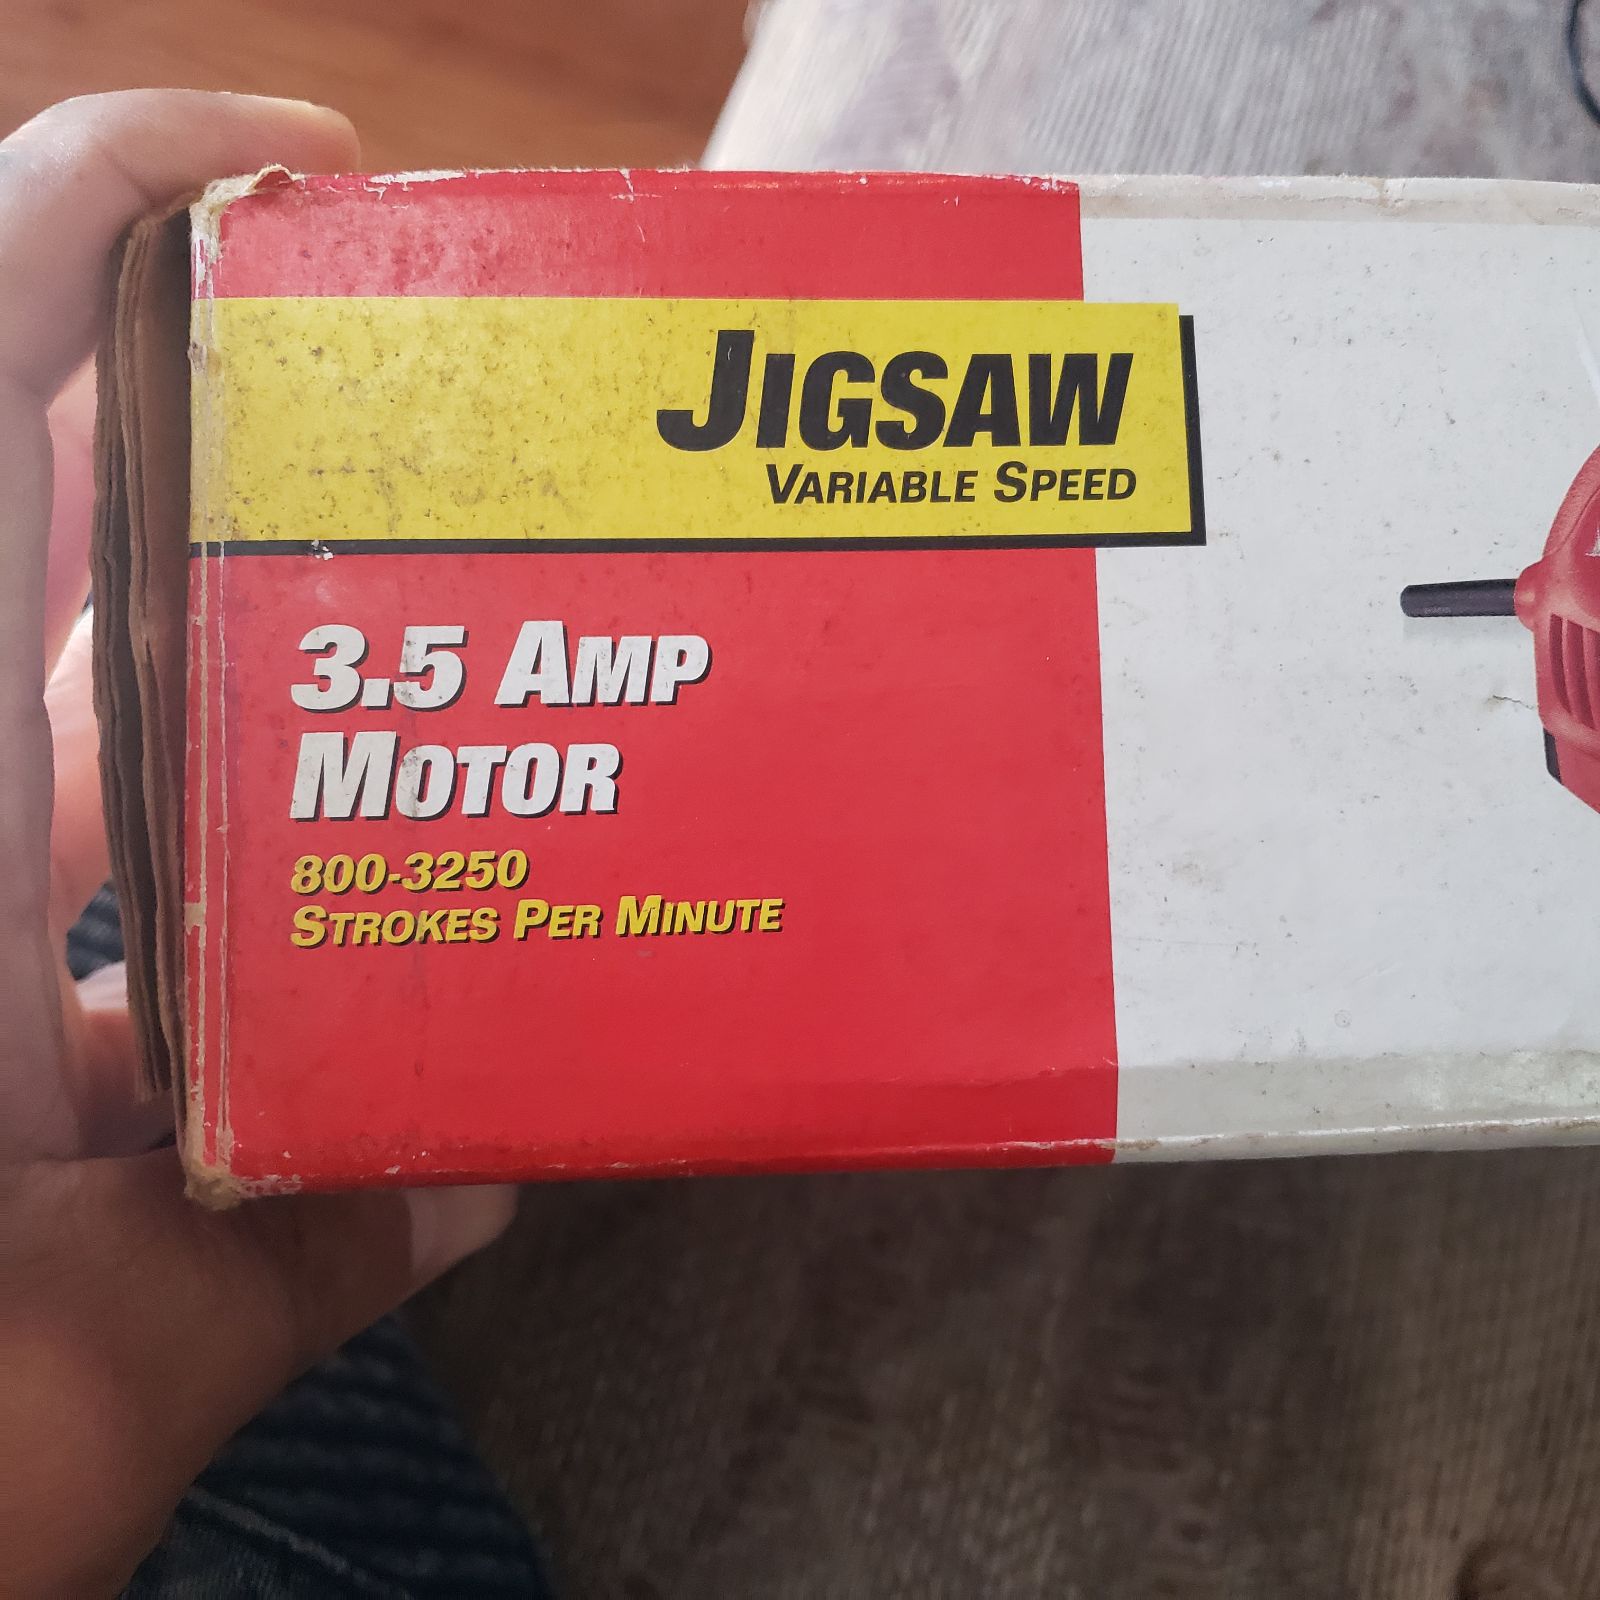 JIGSAW
VARIABLE SPEED
3.5 AMP
MOTOR
800-3250
STROKES PER MINUTE